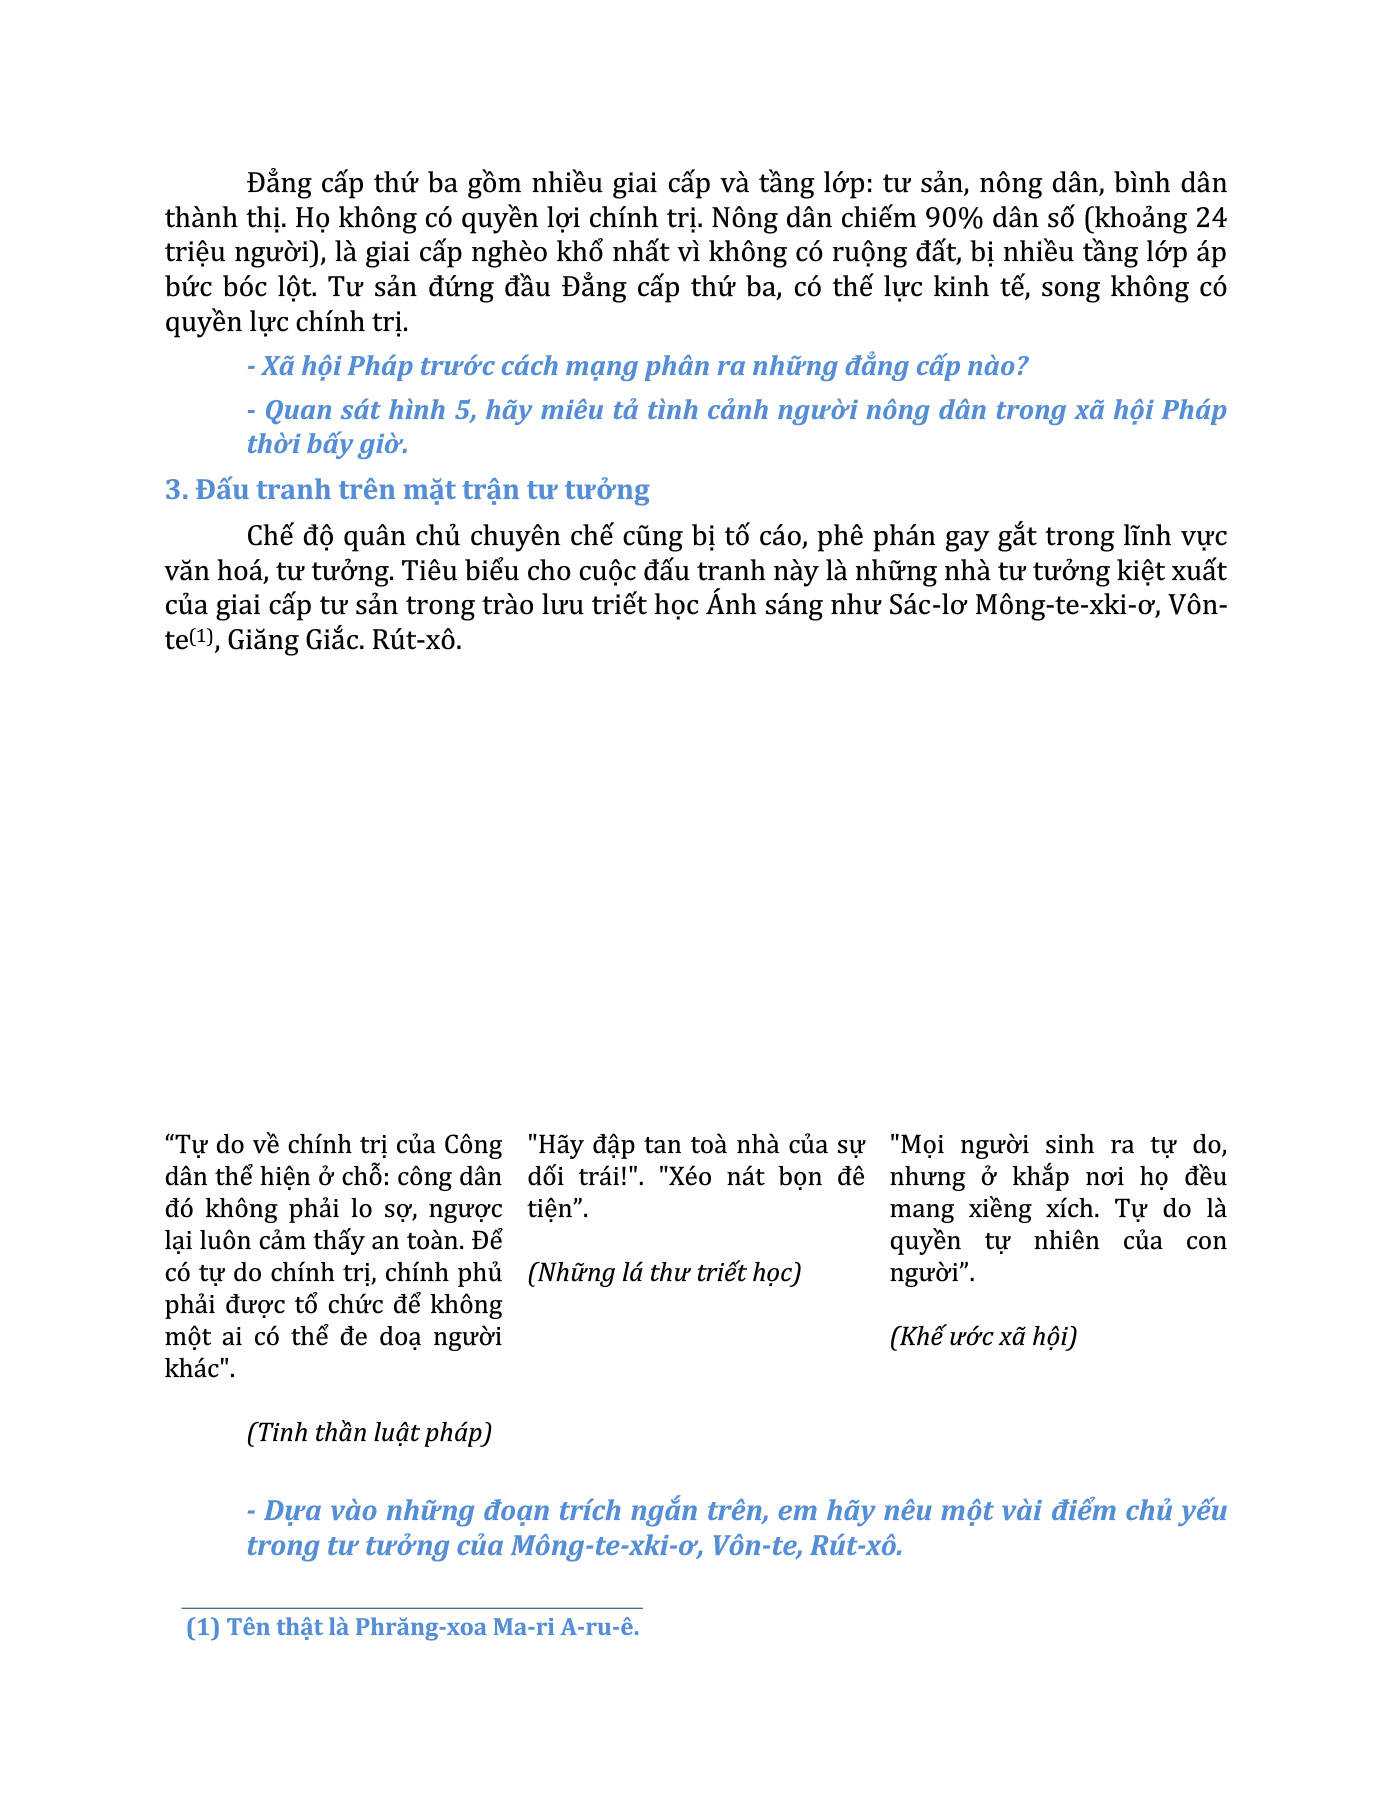 Đẳng cấp thứ ba gồm nhiều giai cấp và tầng lớp: tư sản, nông dân, bình dân
thành thị. Họ không có quyền lợi chính trị. Nông dân chiếm 90% dân số (khoảng 24
triệu người), là giai cấp nghèo khổ nhất vì không có ruộng đất, bị nhiều tầng lớp áp
bức bóc lột. Tư sản đứng đầu Đẳng cấp thứ ba, có thế lực kinh tế, song không có
quyền lực chính trị.
- Xã hội Pháp trước cách mạng phân ra những đẳng cấp nào?
- Quan sát hình 5, hãy miêu tả tình cảnh người nông dân trong xã hội Pháp
thời bấy giờ.
3. Đấu tranh trên mặt trận tư tưởng
Chế độ quân chủ chuyên chế cũng bị tố cáo, phê phán gay gắt trong lĩnh vực
văn hoá, tư tưởng. Tiêu biểu cho cuộc đấu tranh này là những nhà tư tưởng kiệt xuất
của giai cấp tư sản trong trào lưu triết học Ánh sáng như Sác-lơ Mông-te-xki-ơ, Vôn-
te(1), Giăng Giắc. Rút-xô.
“Tự do về chính trị của Công
dân thể hiện ở chỗ: công dân
đó không phải lo sợ, ngược
lại luôn cảm thấy an toàn. Để
có tự do chính trị, chính phủ
phải được tổ chức để không
một ai có thể đe doạ người
khác".
(Tinh thần luật pháp)
"Hãy đập tan toà nhà của sự
dối trái!". "Xéo nát bọn đê
tiện”.
(Những lá thư triết học)
"Mọi người sinh ra tự do,
nhưng ở khắp nơi họ đều
mang xiềng xích. Tự do là
quyền tự nhiên của con
người”.
(Khế ước xã hội)
- Dựa vào những đoạn trích ngắn trên, em hãy nêu một vài điểm chủ yếu
trong tư tưởng của Mông-te-xki-ơ, Vôn-te, Rút-xô.
(1) Tên thật là Phrăng-xoa Ma-ri A-ru-ê.